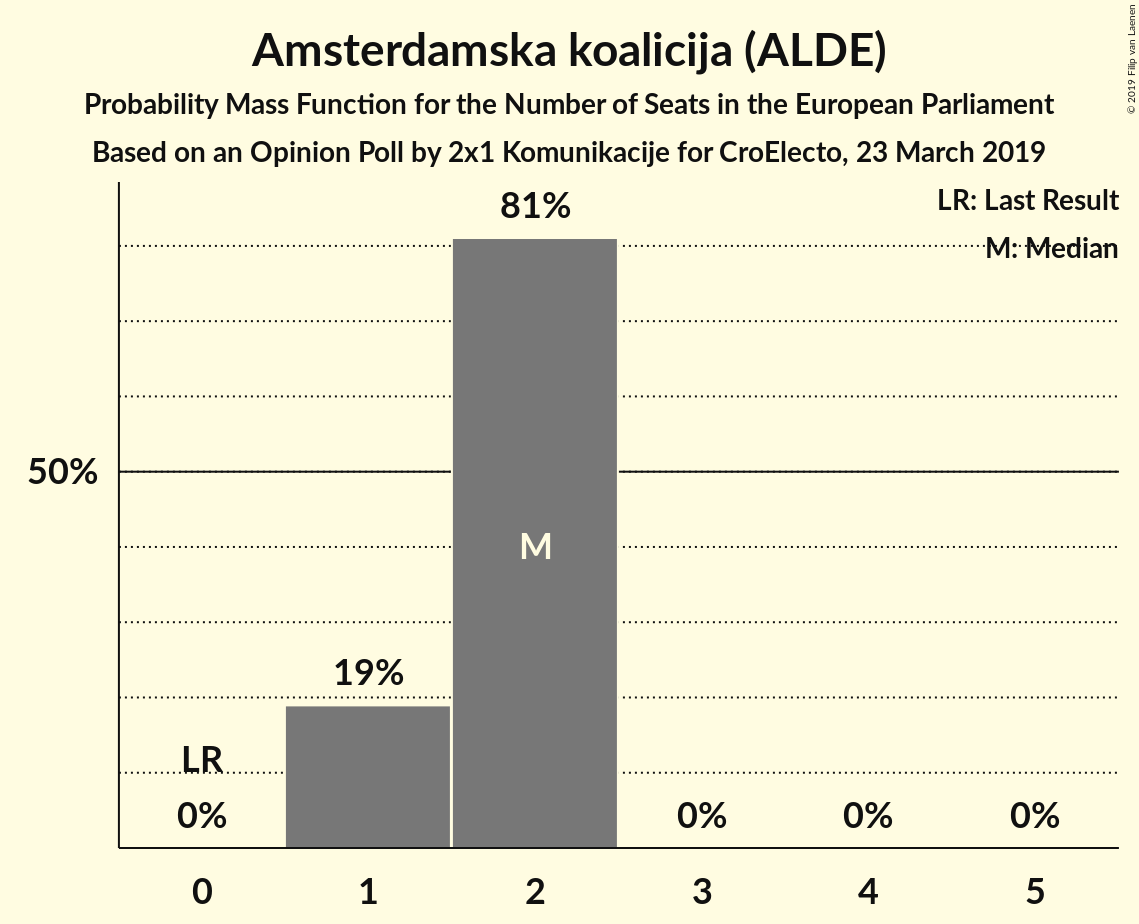 Amsterdamska koalicija (ALDE)
Probability Mass Function for the Number of Seats in the European Parliament
Based on an Opinion Poll by 2x1 Komunikacije for CroElecto, 23 March 2019
© 2019 Filip van Laenen
LR: Last Result
M: Median
81%
50%
M
19%
LR
0%
0%
0%
0%
0
1
2
3
4
5